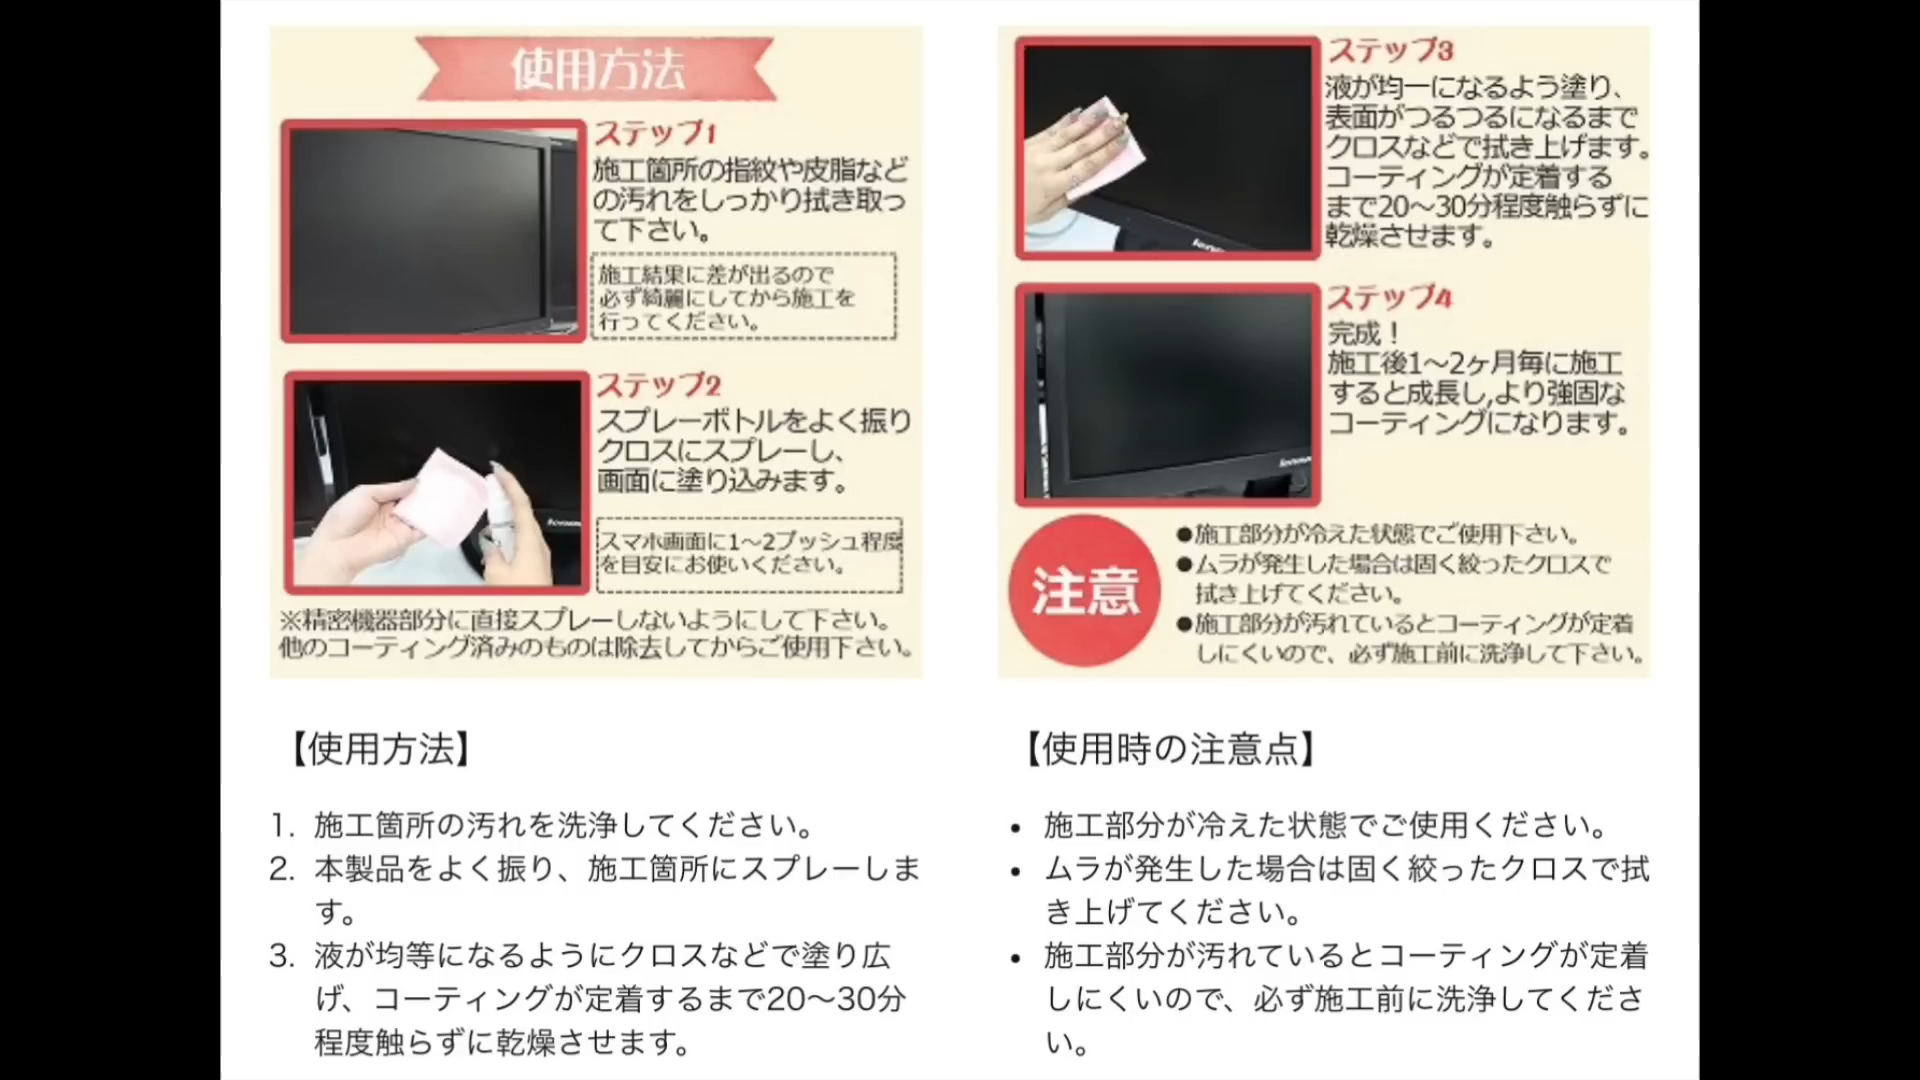 使用方法
ステップ1
施工箇所の指紋や皮脂など
の汚れをしっかり拭き取っ
て下さい。
施工結果に差が出るので
必ず綺麗にしてから施工を
行ってください。
ステップ2
スプレーボトルをよく振り
クロスにスプレーし、
画面に塗り込みます。
スマホ画面に1〜2プッシュ程度
を目安にお使いください。
※精密機器部分に直接スプレーしないようにして下さい。
他のコーティング済みのものは除去してからご使用下さい。
ステップ3
液が均一になるよう塗り、
表面がつるつるになるまで
クロスなどで拭き上げます。
コーティングが定着する
まで20〜30分程度触らずに
乾燥させます。
ステップ4
完成！
施工後1〜2ヶ月毎に施工
すると成長し,より強固な
コーティングになります。
注意
●施工部分が冷えた状態でご使用下さい。
●ムラが発生した場合は固く絞ったクロスで
拭き上げてください。
●施工部分が汚れているとコーティングが定着
しにくいので、必ず施工前に洗浄して下さい。
【使用方法】
1. 施工箇所の汚れを洗浄してください。
2. 本製品をよく振り、施工箇所にスプレーしま
す。
3. 液が均等になるようにクロスなどで塗り広
げ、コーティングが定着するまで20〜30分
程度触らずに乾燥させます。
【使用時の注意点】
• 施工部分が冷えた状態でご使用ください。
• ムラが発生した場合は固く絞ったクロスで拭
き上げてください。
• 施工部分が汚れているとコーティングが定着
しにくいので、必ず施工前に洗浄してくださ
い。